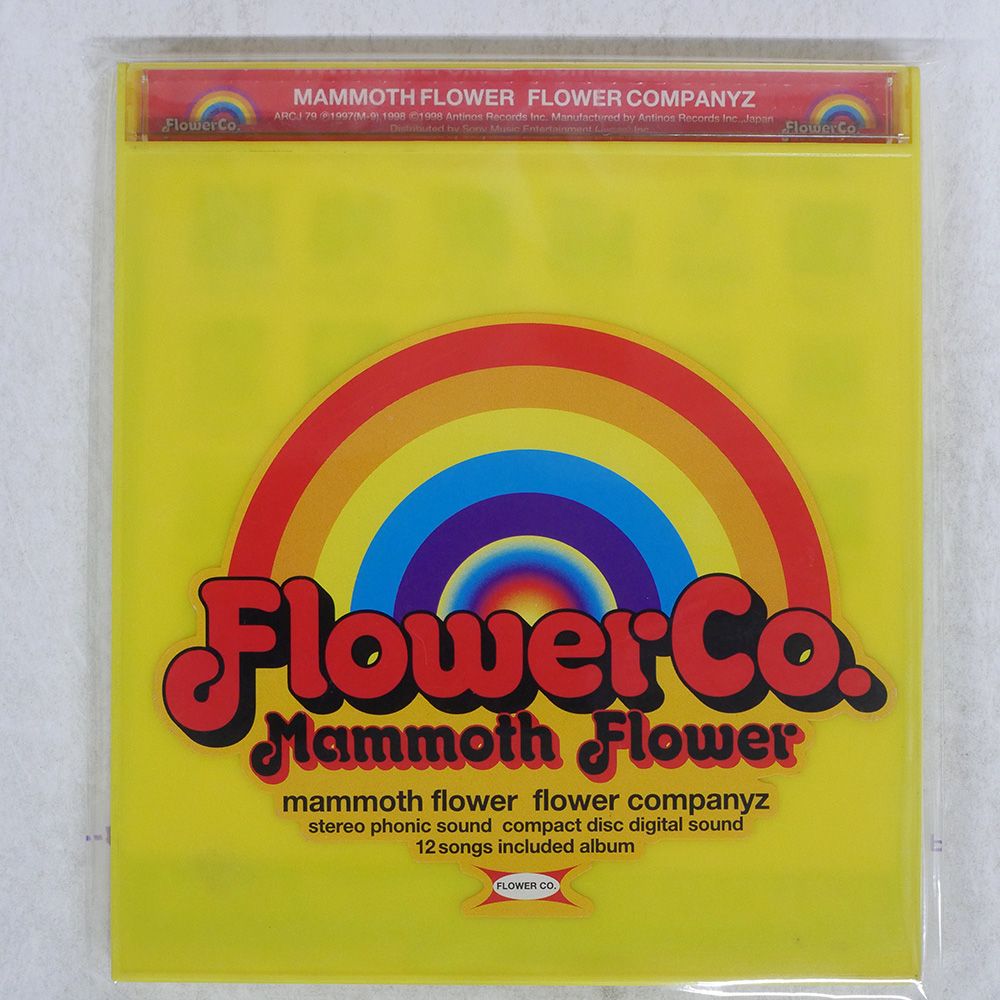 MAMMOTH FLOWER FLOWER COMPANYZ
FlowerCo.
ARCJ 79 ℗1997(M-9) 1998 ©1998 Antinos Records Inc. Manufactured by Antinos Records Inc.,Japan
FlowerCo.
Distributed by Sony Music Entertainment (Japan) Inc.
FlowerCo.
Mammoth Flower
mammoth flower flower companyz
stereo phonic sound compact disc digital sound
12 songs included album
FLOWER CO.